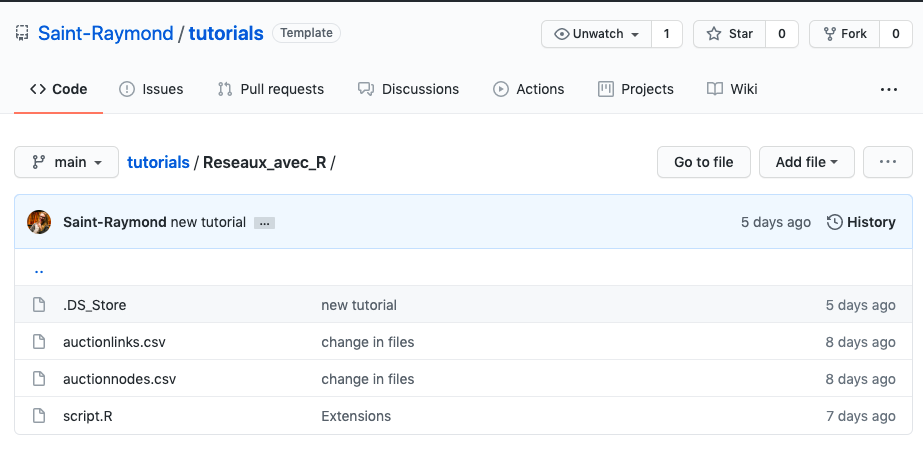 Saint-Raymond / tutorials Template Unwatch 1 Star 0 Fork 0
Code Issues Pull requests Discussions Actions Projects Wiki ...
main tutorials / Reseaux_avec_R / Go to file Add file ...
Saint-Raymond new tutorial ... 5 days ago History
..
.DS_Store new tutorial 5 days ago
auctionlinks.csv change in files 8 days ago
auctionnodes.csv change in files 8 days ago
script.R Extensions 7 days ago